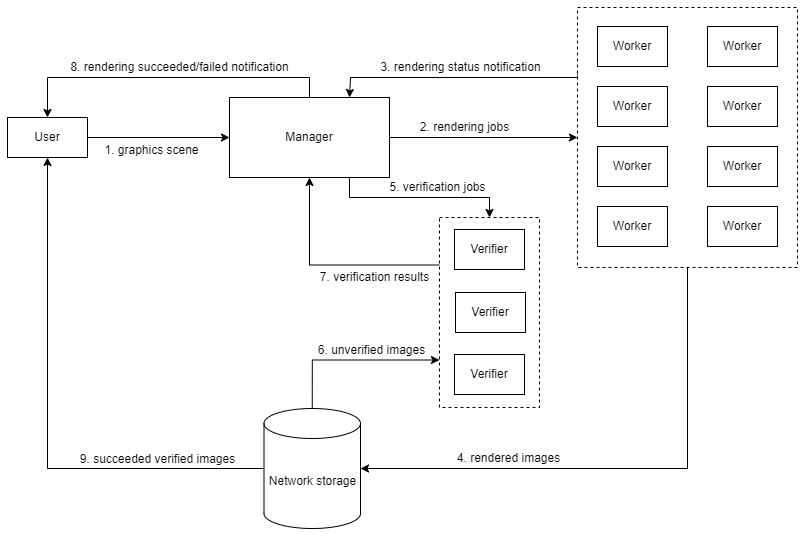 8. rendering succeeded/failed notification
3. rendering status notification
Worker
Worker
User
1. graphics scene
Manager
2. rendering jobs
Worker
Worker
Worker
Worker
5. verification jobs
Worker
Worker
Verifier
7. verification results
Verifier
6. unverified images
Verifier
9. succeeded verified images
4. rendered images
Network storage